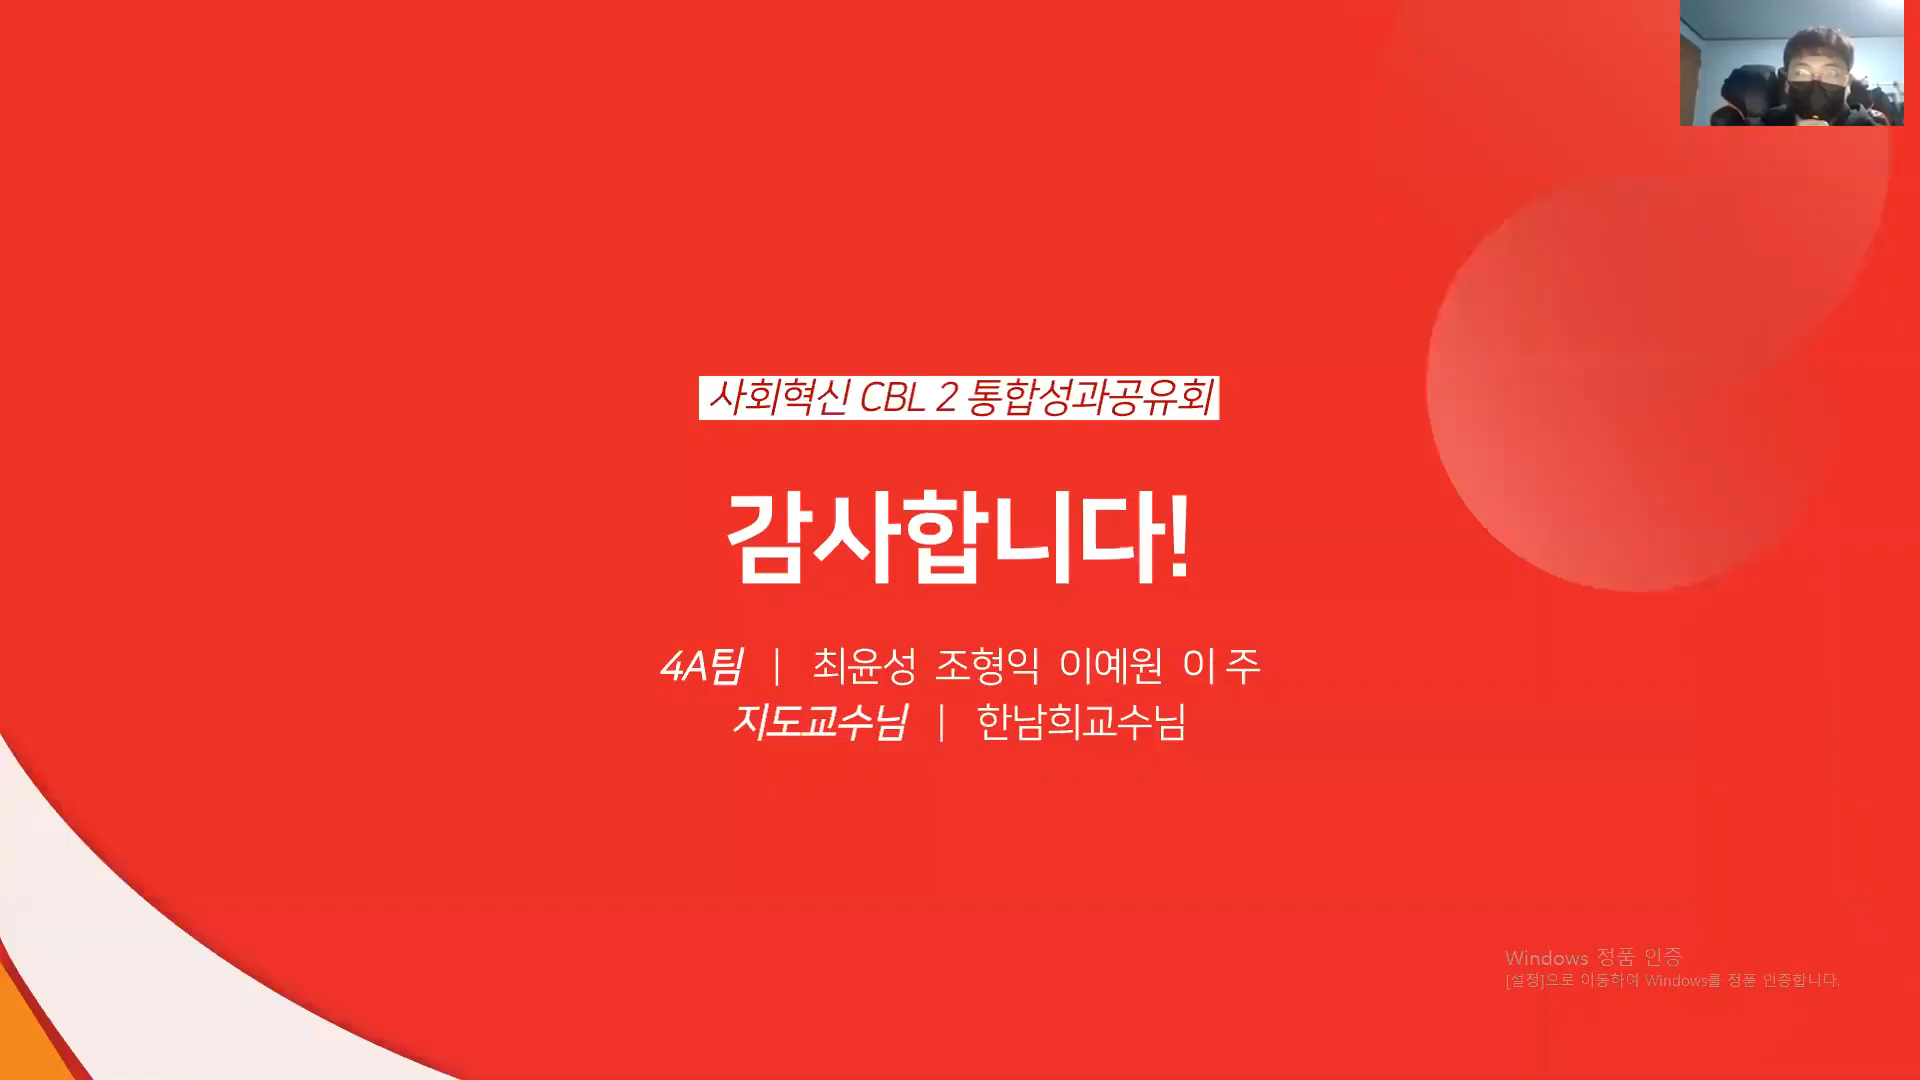 사회혁신 CBL 2 통합성과공유회
감사합니다!
4A팀 | 최윤성 조형익 이예원 이 주
지도교수님 | 한남희교수님
Windows 정품 인증
[설정]으로 이동하여 Windows를 정품 인증합니다.